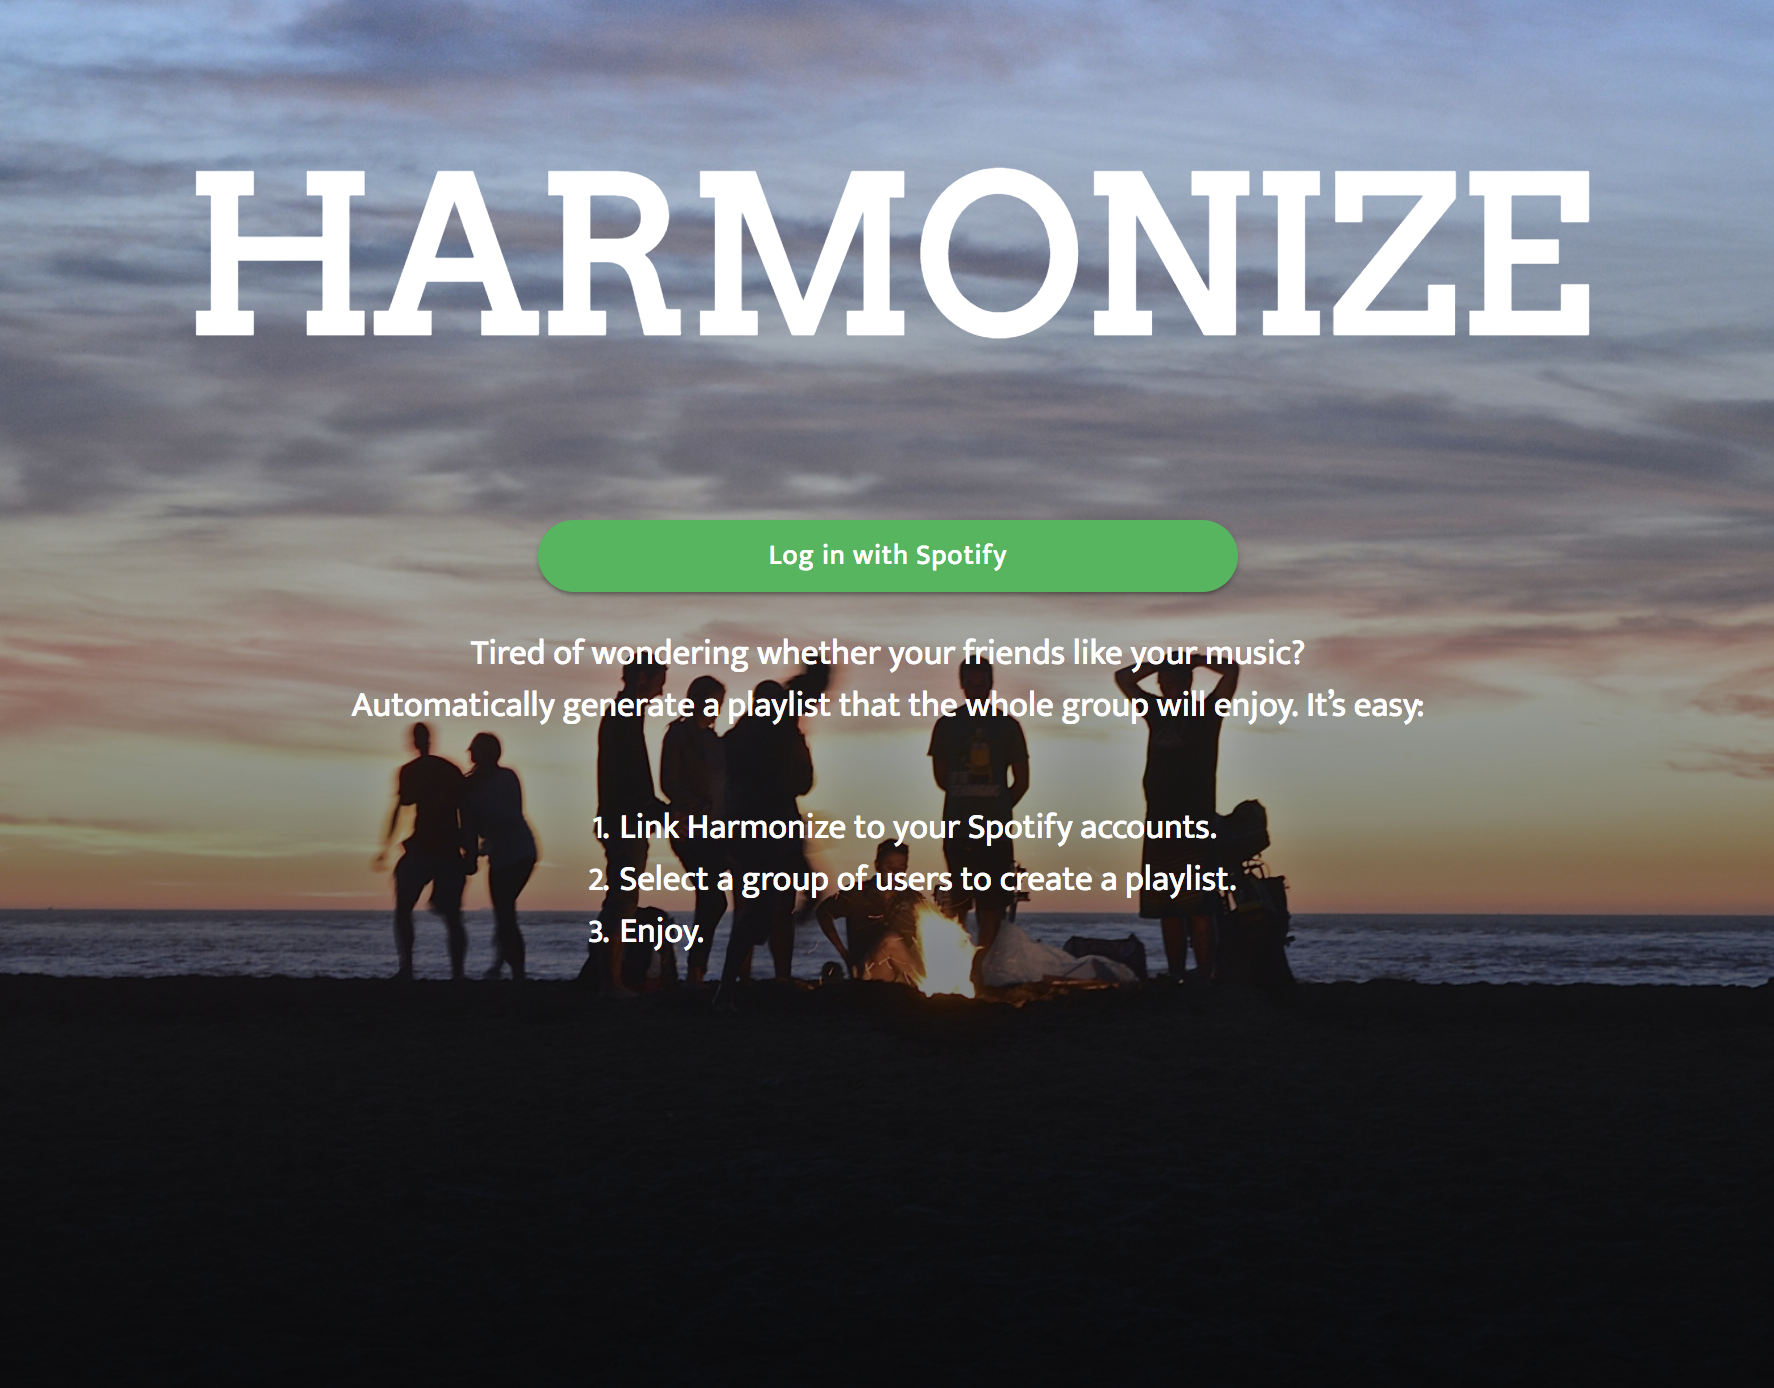 HARMONIZE
Log in with Spotify
Tired of wondering whether your friends like your music?
Automatically generate a playlist that the whole group will enjoy. It's easy:
1. Link Harmonize to your Spotify accounts.
2. Select a group of users to create a playlist.
3. Enjoy.